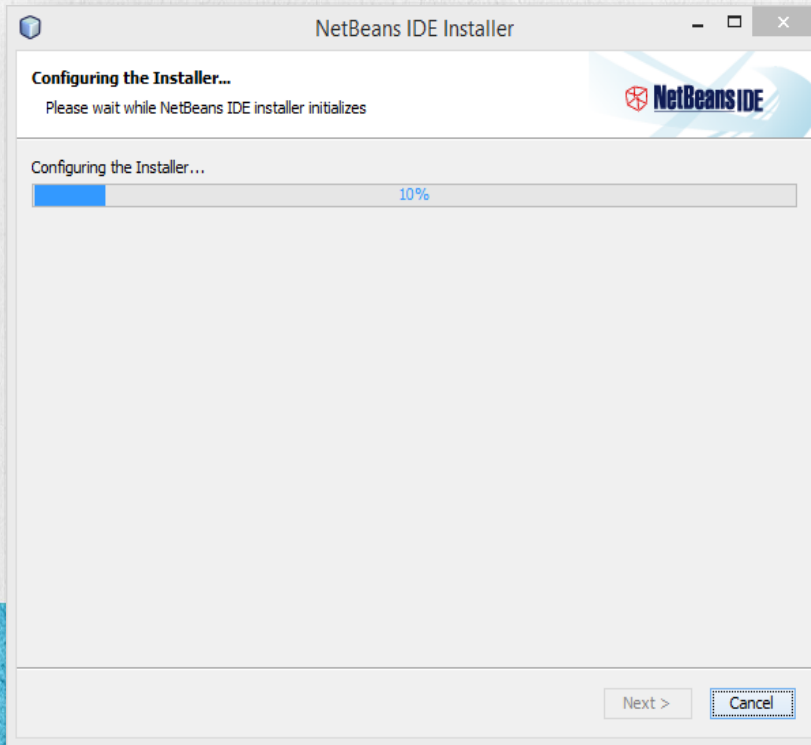 NetBeans IDE Installer
Configuring the Installer...
Please wait while NetBeans IDE installer initializes
NetBeans IDE
Configuring the Installer...
10%
Next >
Cancel